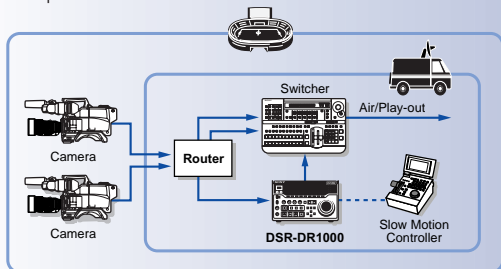 Switcher
Air/Play-out
Camera
Router
Camera
DSR-DR1000
Slow Motion
Controller